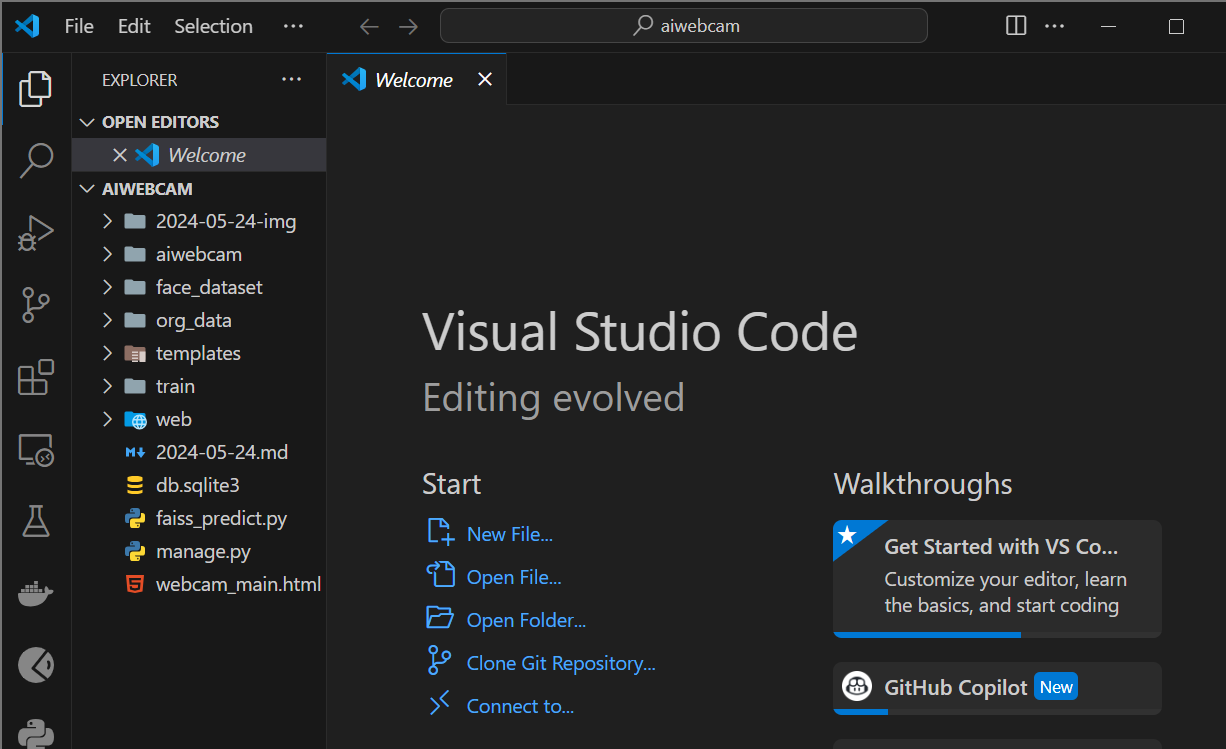 File Edit Selection ···
aiwebcam
EXPLORER
Welcome
OPEN EDITORS
Welcome
AIWEBCAM
2024-05-24-img
aiwebcam
face_dataset
org_data
templates
train
web
2024-05-24.md
db.sqlite3
faiss_predict.py
manage.py
webcam_main.html
Visual Studio Code
Editing evolved
Start
New File...
Open File...
Open Folder...
Clone Git Repository...
Connect to...
Walkthroughs
Get Started with VS Co...
Customize your editor, learn
the basics, and start coding
GitHub Copilot New